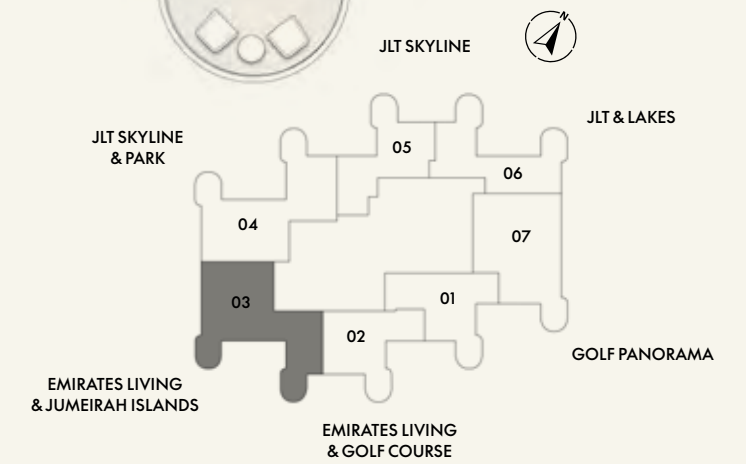 N
JLT SKYLINE
JLT & LAKES
JLT SKYLINE
& PARK
05
06
04
07
03
01
02
GOLF PANORAMA
EMIRATES LIVING
& JUMEIRAH ISLANDS
EMIRATES LIVING
& GOLF COURSE